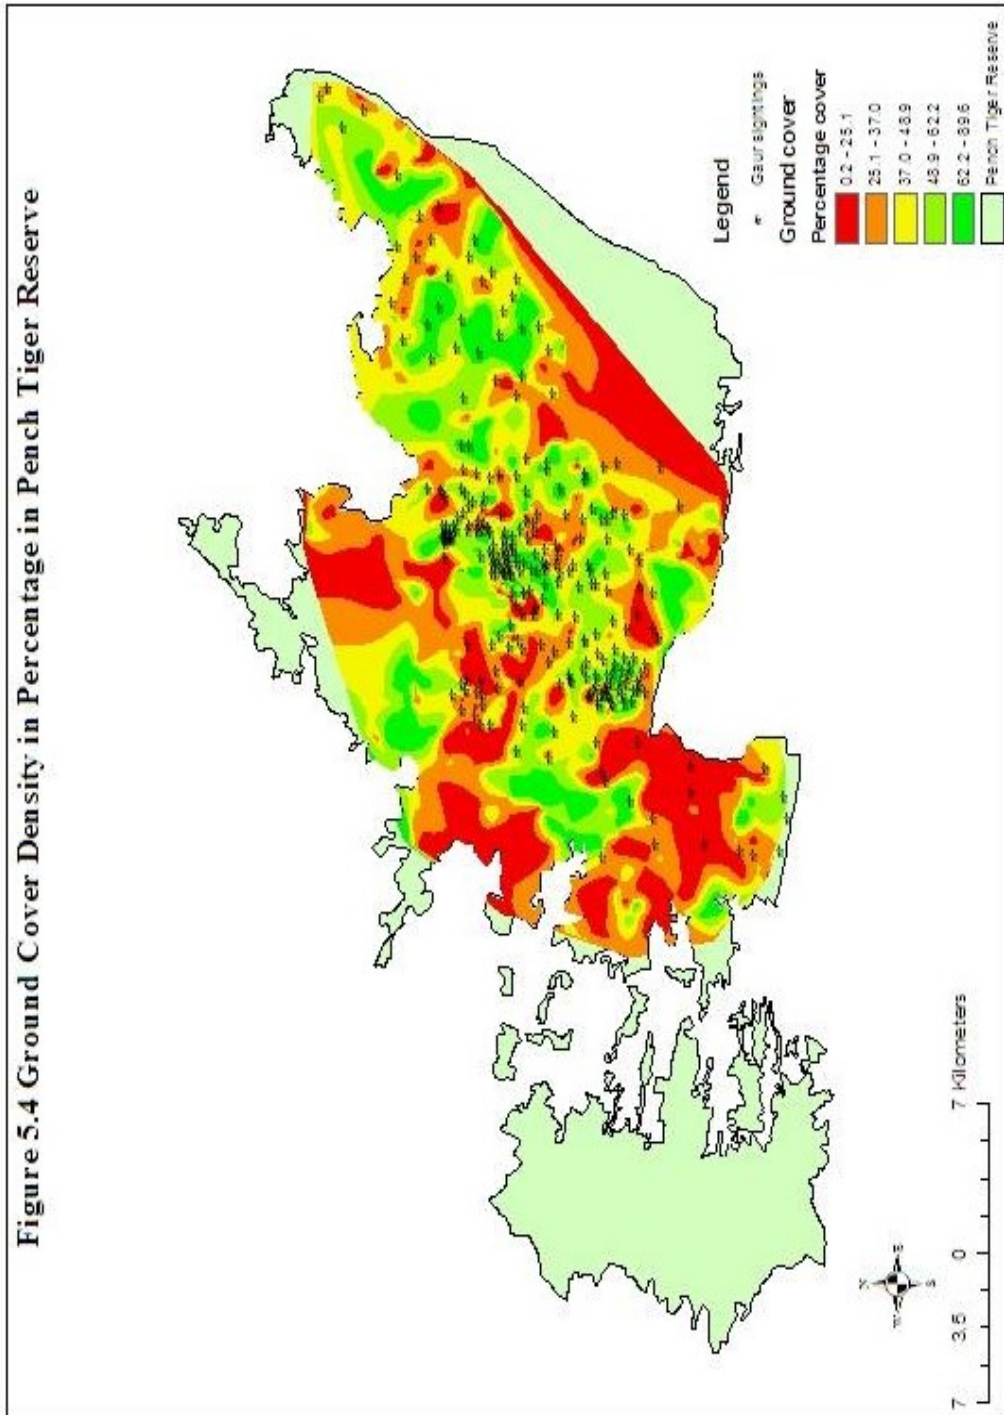 Figure 5.4 Ground Cover Density in Percentage in Pench Tiger Reserve
Legend
Gaur sightings
Ground cover
Percentage cover
0.2 - 25.1
25.1 - 37.0
37.0 - 48.9
48.9 - 62.2
62.2 - 89.6
Pench Tiger Reserve
N
W
E
S
7 3.5 0 7 Kilometers